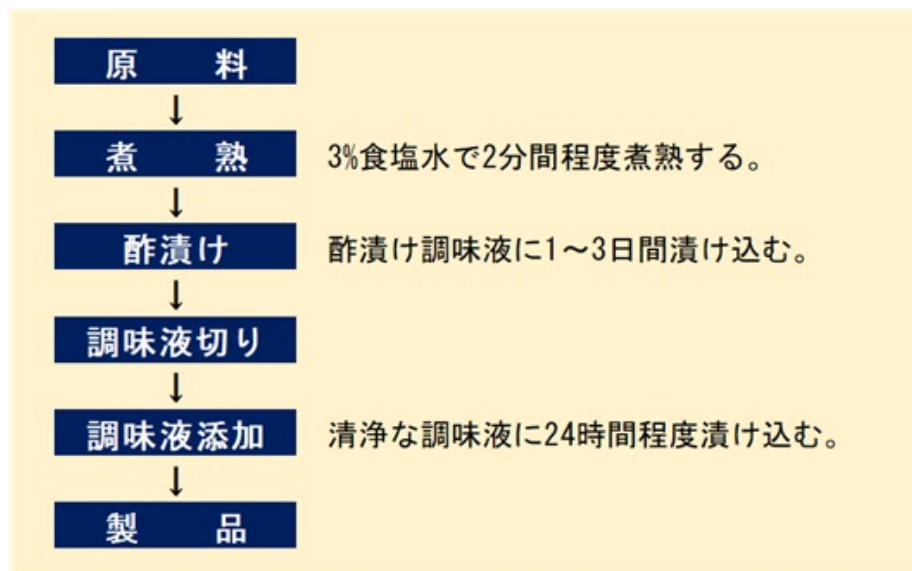 原　　料
↓
煮　　熟　3%食塩水で2分間程度煮熟する。
↓
酢漬け　酢漬け調味液に1～3日間漬け込む。
↓
調味液切り
↓
調味液添加　清浄な調味液に24時間程度漬け込む。
↓
製　　品